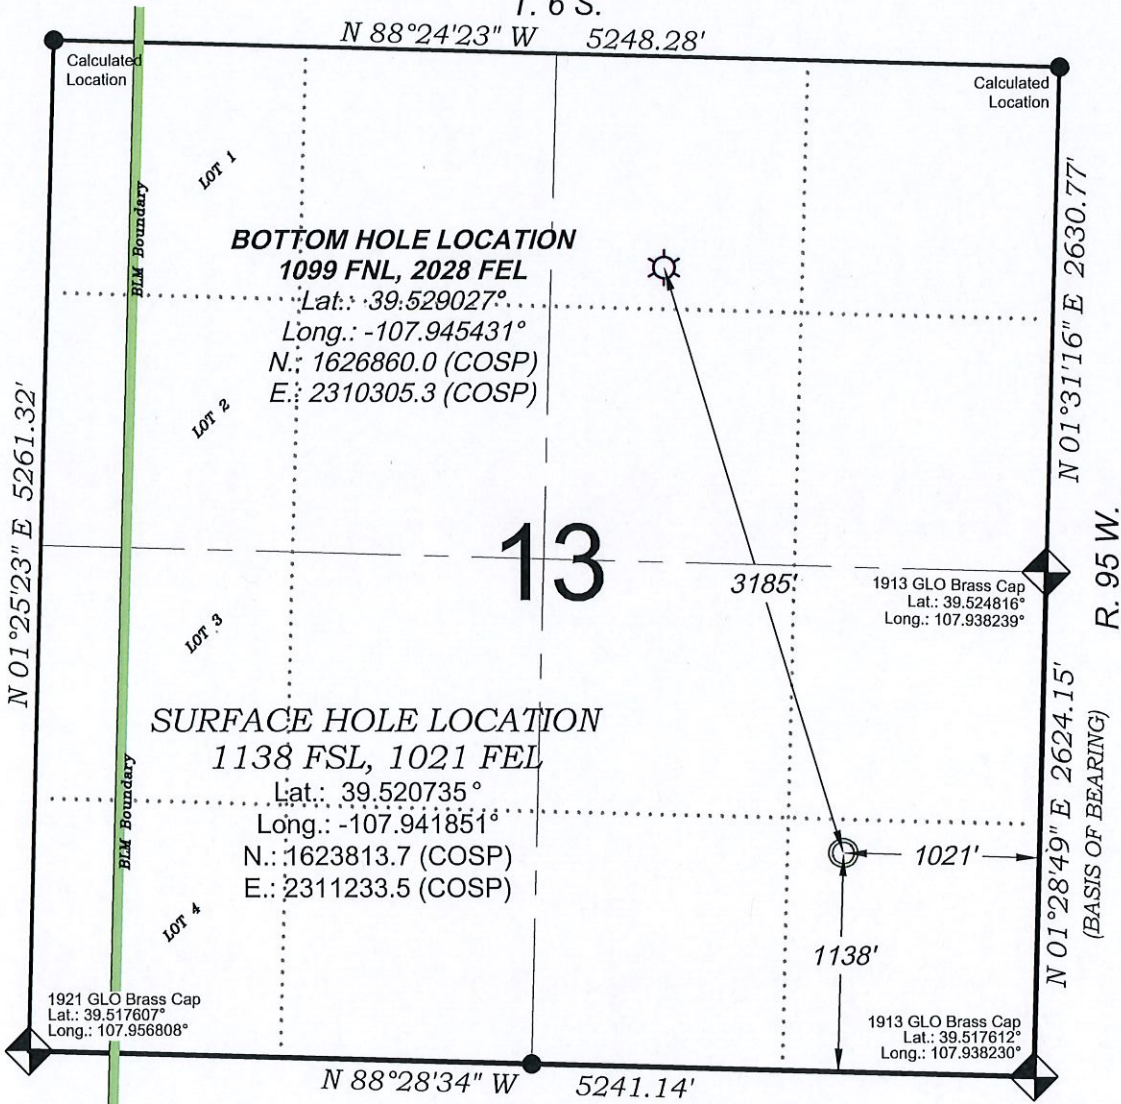 T. 6 S.
N 88°24'23" W 5248.28'
Calculated
Location
Calculated
Location
LOT 1
BLM Boundary
BOTTOM HOLE LOCATION
1099 FNL, 2028 FEL
Lat.: 39.529027°
Long.: -107.945431°
N.: 1626860.0 (COSP)
E.: 2310305.3 (COSP)
N 01°31'16" E 2630.77'
LOT 2
N 01°25'23" E 5261.32'
13
3185'
1913 GLO Brass Cap
Lat.: 39.524816°
Long.: 107.938239°
R. 95 W.
LOT 3
SURFACE HOLE LOCATION
1138 FSL, 1021 FEL
Lat.: 39.520735°
Long.: -107.941851°
N.: 1623813.7 (COSP)
E.: 2311233.5 (COSP)
BLM Boundary
1021'
N 01°28'49" E 2624.15'
(BASIS OF BEARING)
LOT 4
1138'
1921 GLO Brass Cap
Lat.: 39.517607°
Long.: 107.956808°
1913 GLO Brass Cap
Lat.: 39.517612°
Long.: 107.938230°
N 88°28'34" W 5241.14'